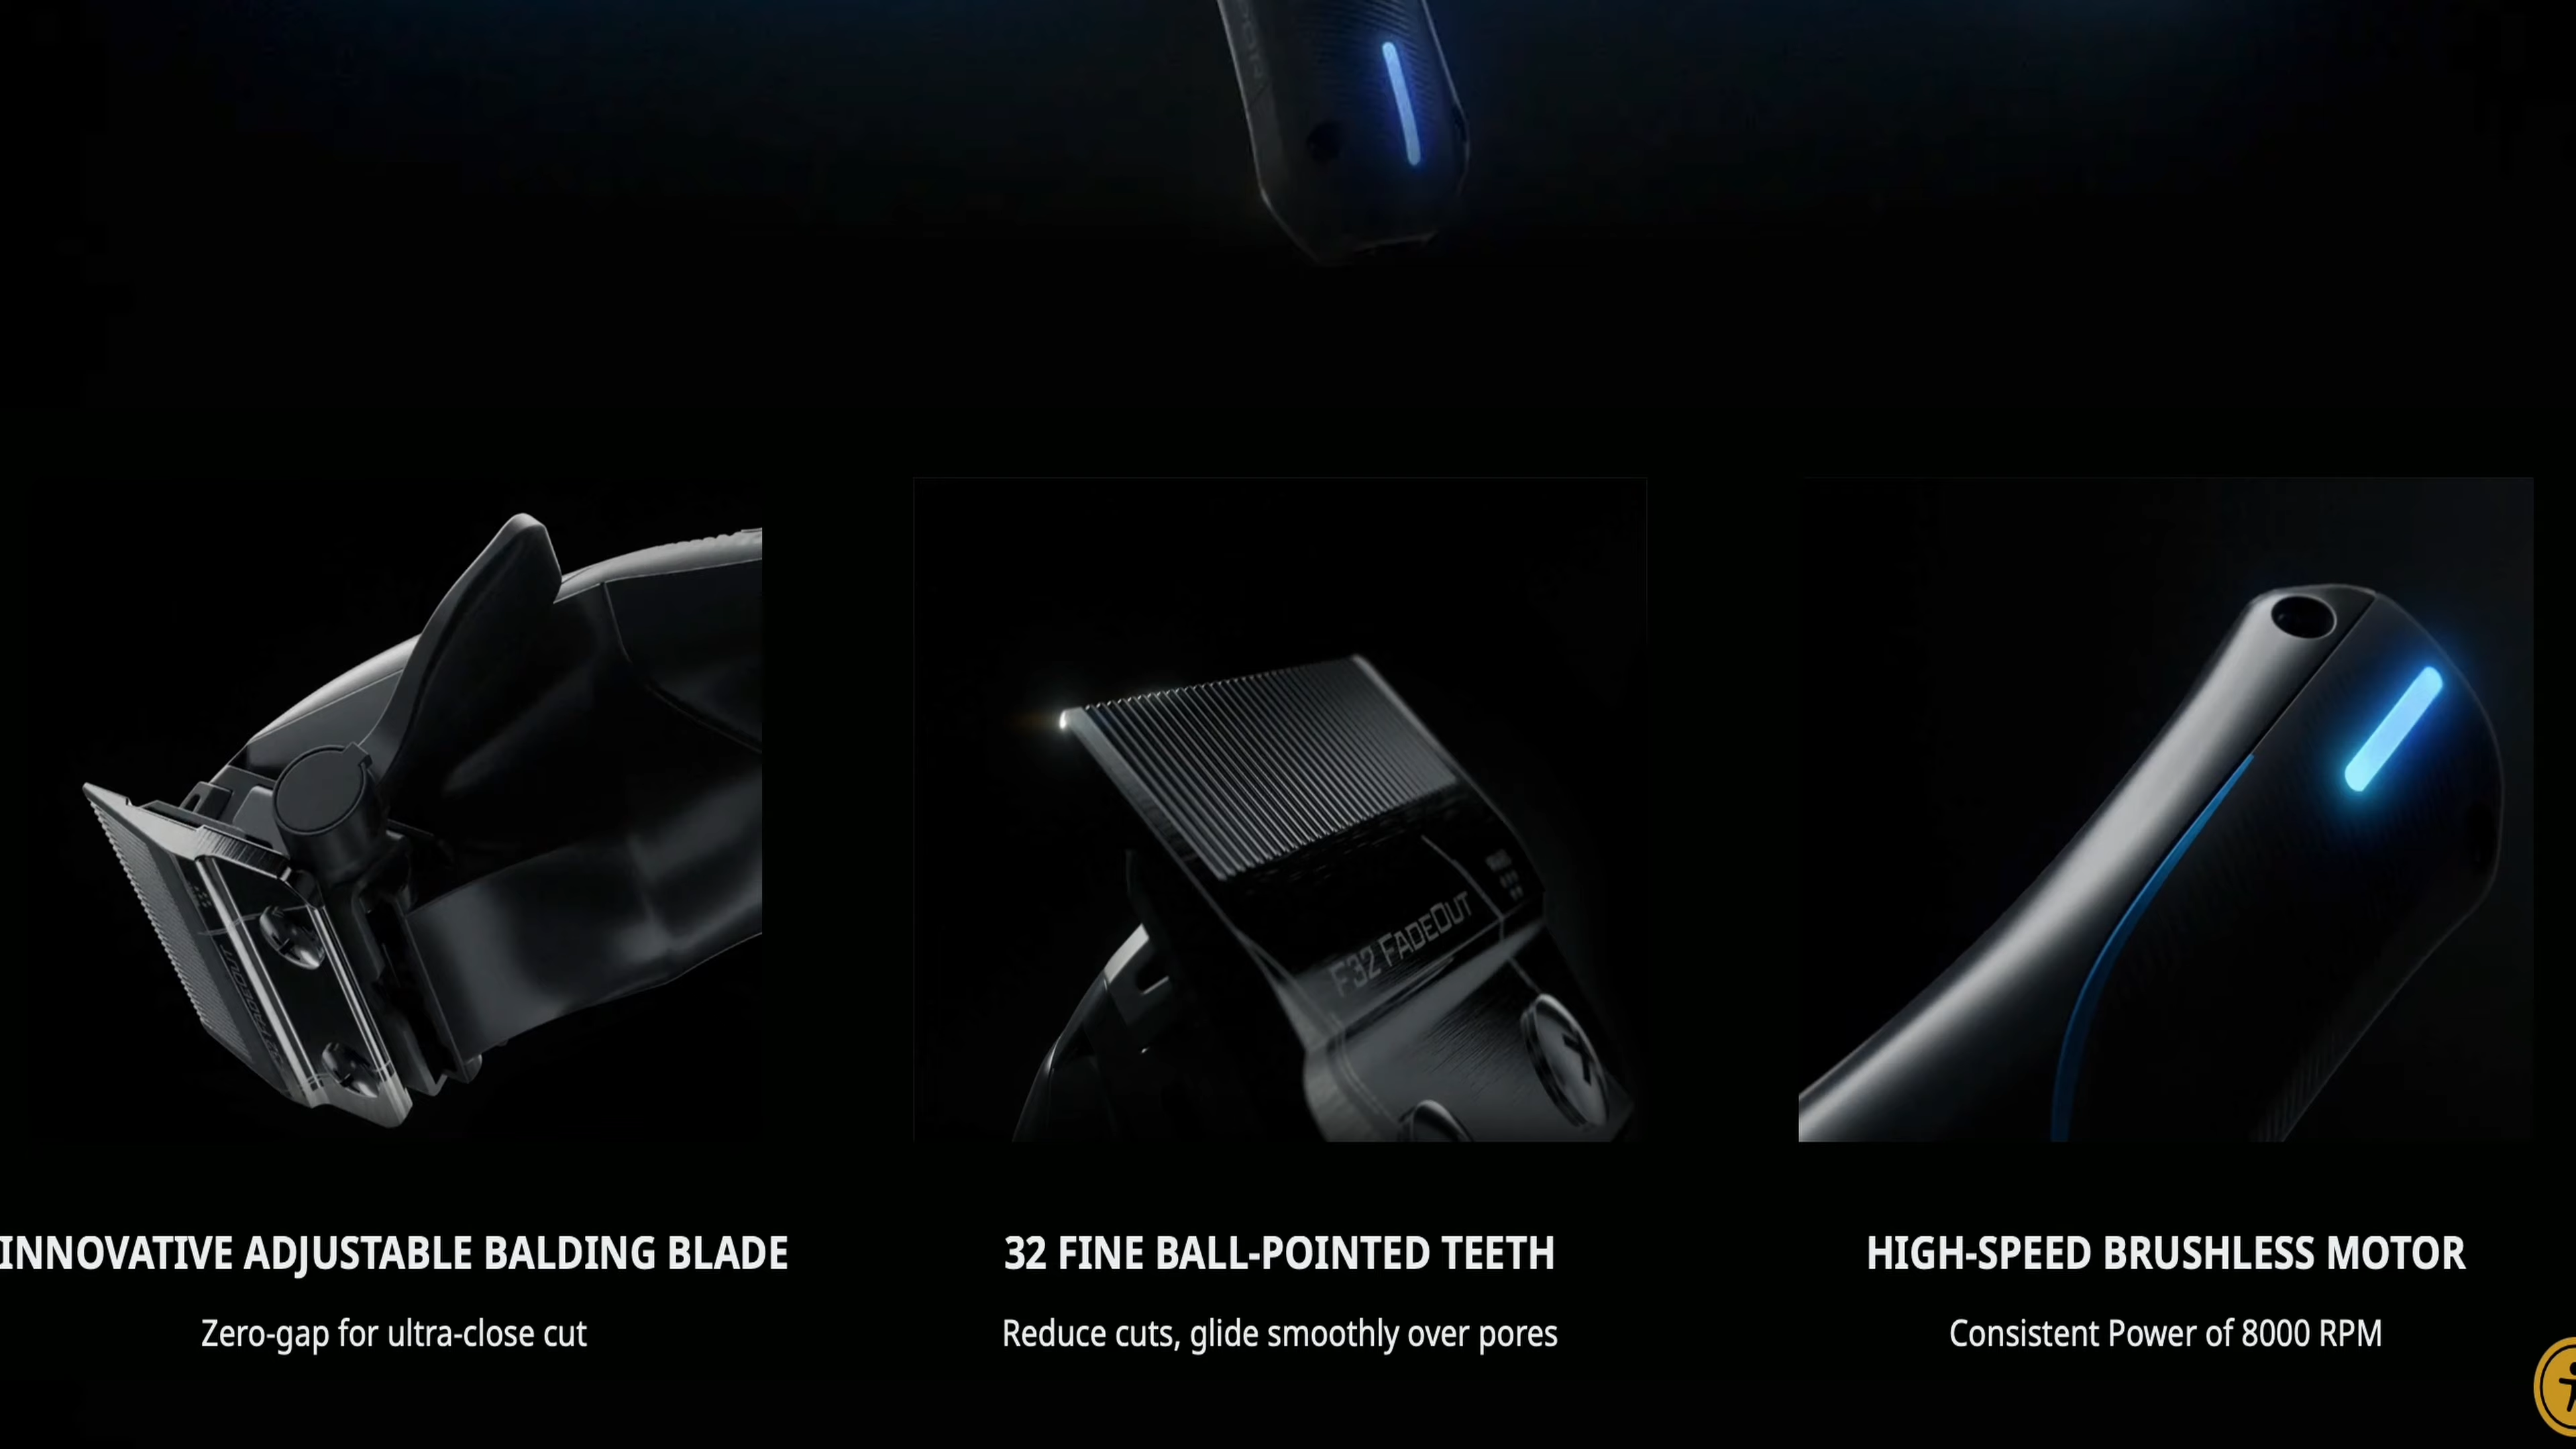 F32 FADEOUT
INNOVATIVE ADJUSTABLE BALDING BLADE
Zero-gap for ultra-close cut
32 FINE BALL-POINTED TEETH
Reduce cuts, glide smoothly over pores
HIGH-SPEED BRUSHLESS MOTOR
Consistent Power of 8000 RPM